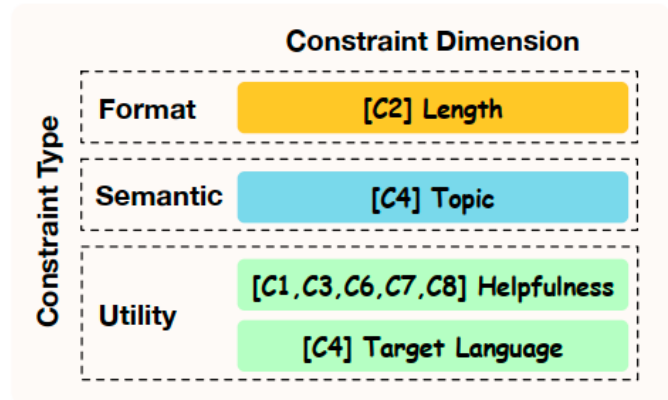 Constraint Dimension
Constraint Type
Format
[C2] Length
Semantic
[C4] Topic
Utility
[C1,C3,C6,C7,C8] Helpfulness
[C4] Target Language